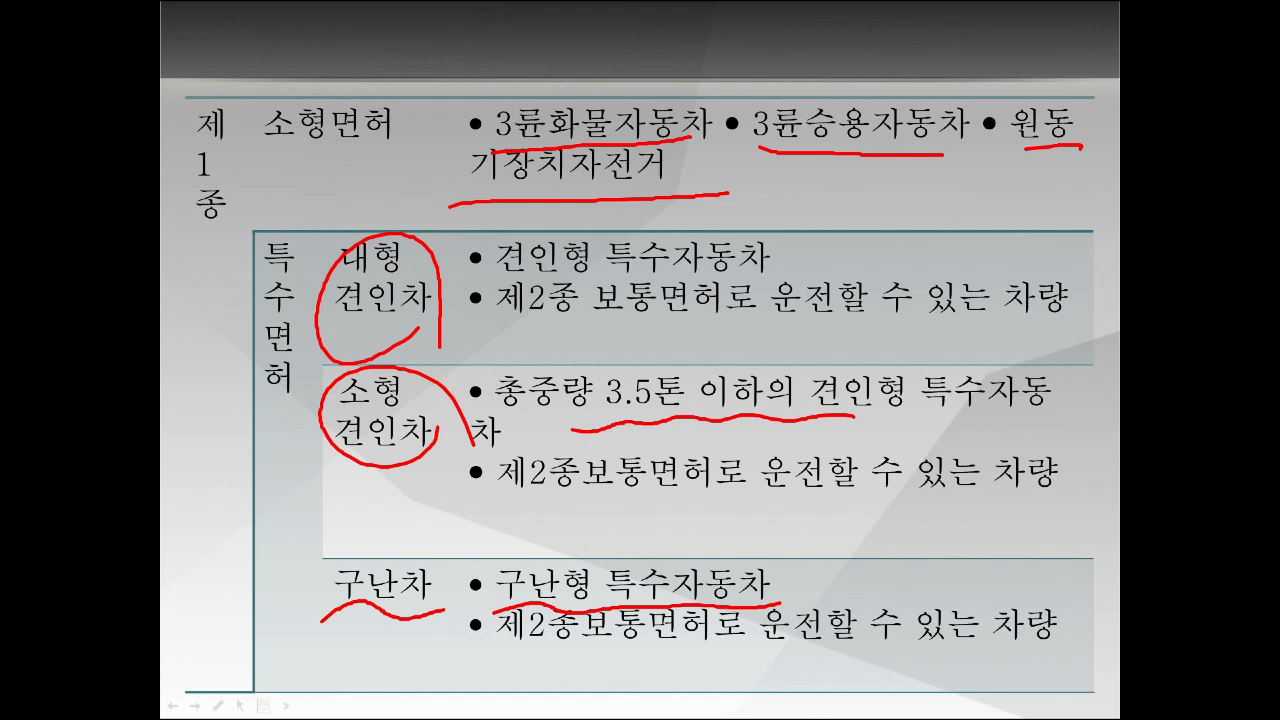 제
1
종
소형면허
• 3륜화물자동차 • 3륜승용자동차 • 원동
기장치자전거
특
수
면
허
대형
견인차
• 견인형 특수자동차
• 제2종 보통면허로 운전할 수 있는 차량
소형
견인차
• 총중량 3.5톤 이하의 견인형 특수자동
차
• 제2종보통면허로 운전할 수 있는 차량
구난차
• 구난형 특수자동차
• 제2종보통면허로 운전할 수 있는 차량